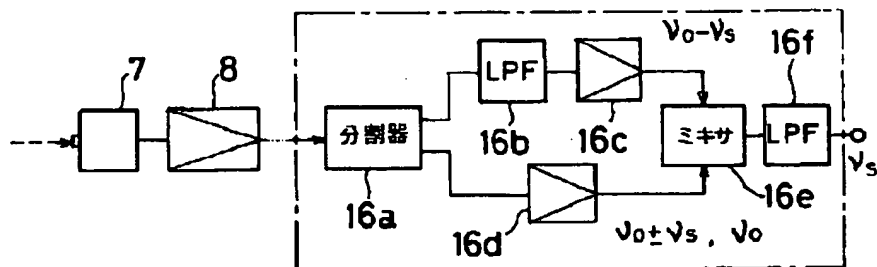 7
8
分割器
16a
LPF
16b
16c
ν₀-νs
16d
ミキサ
16e
ν₀±νs , ν₀
16f
LPF
νs